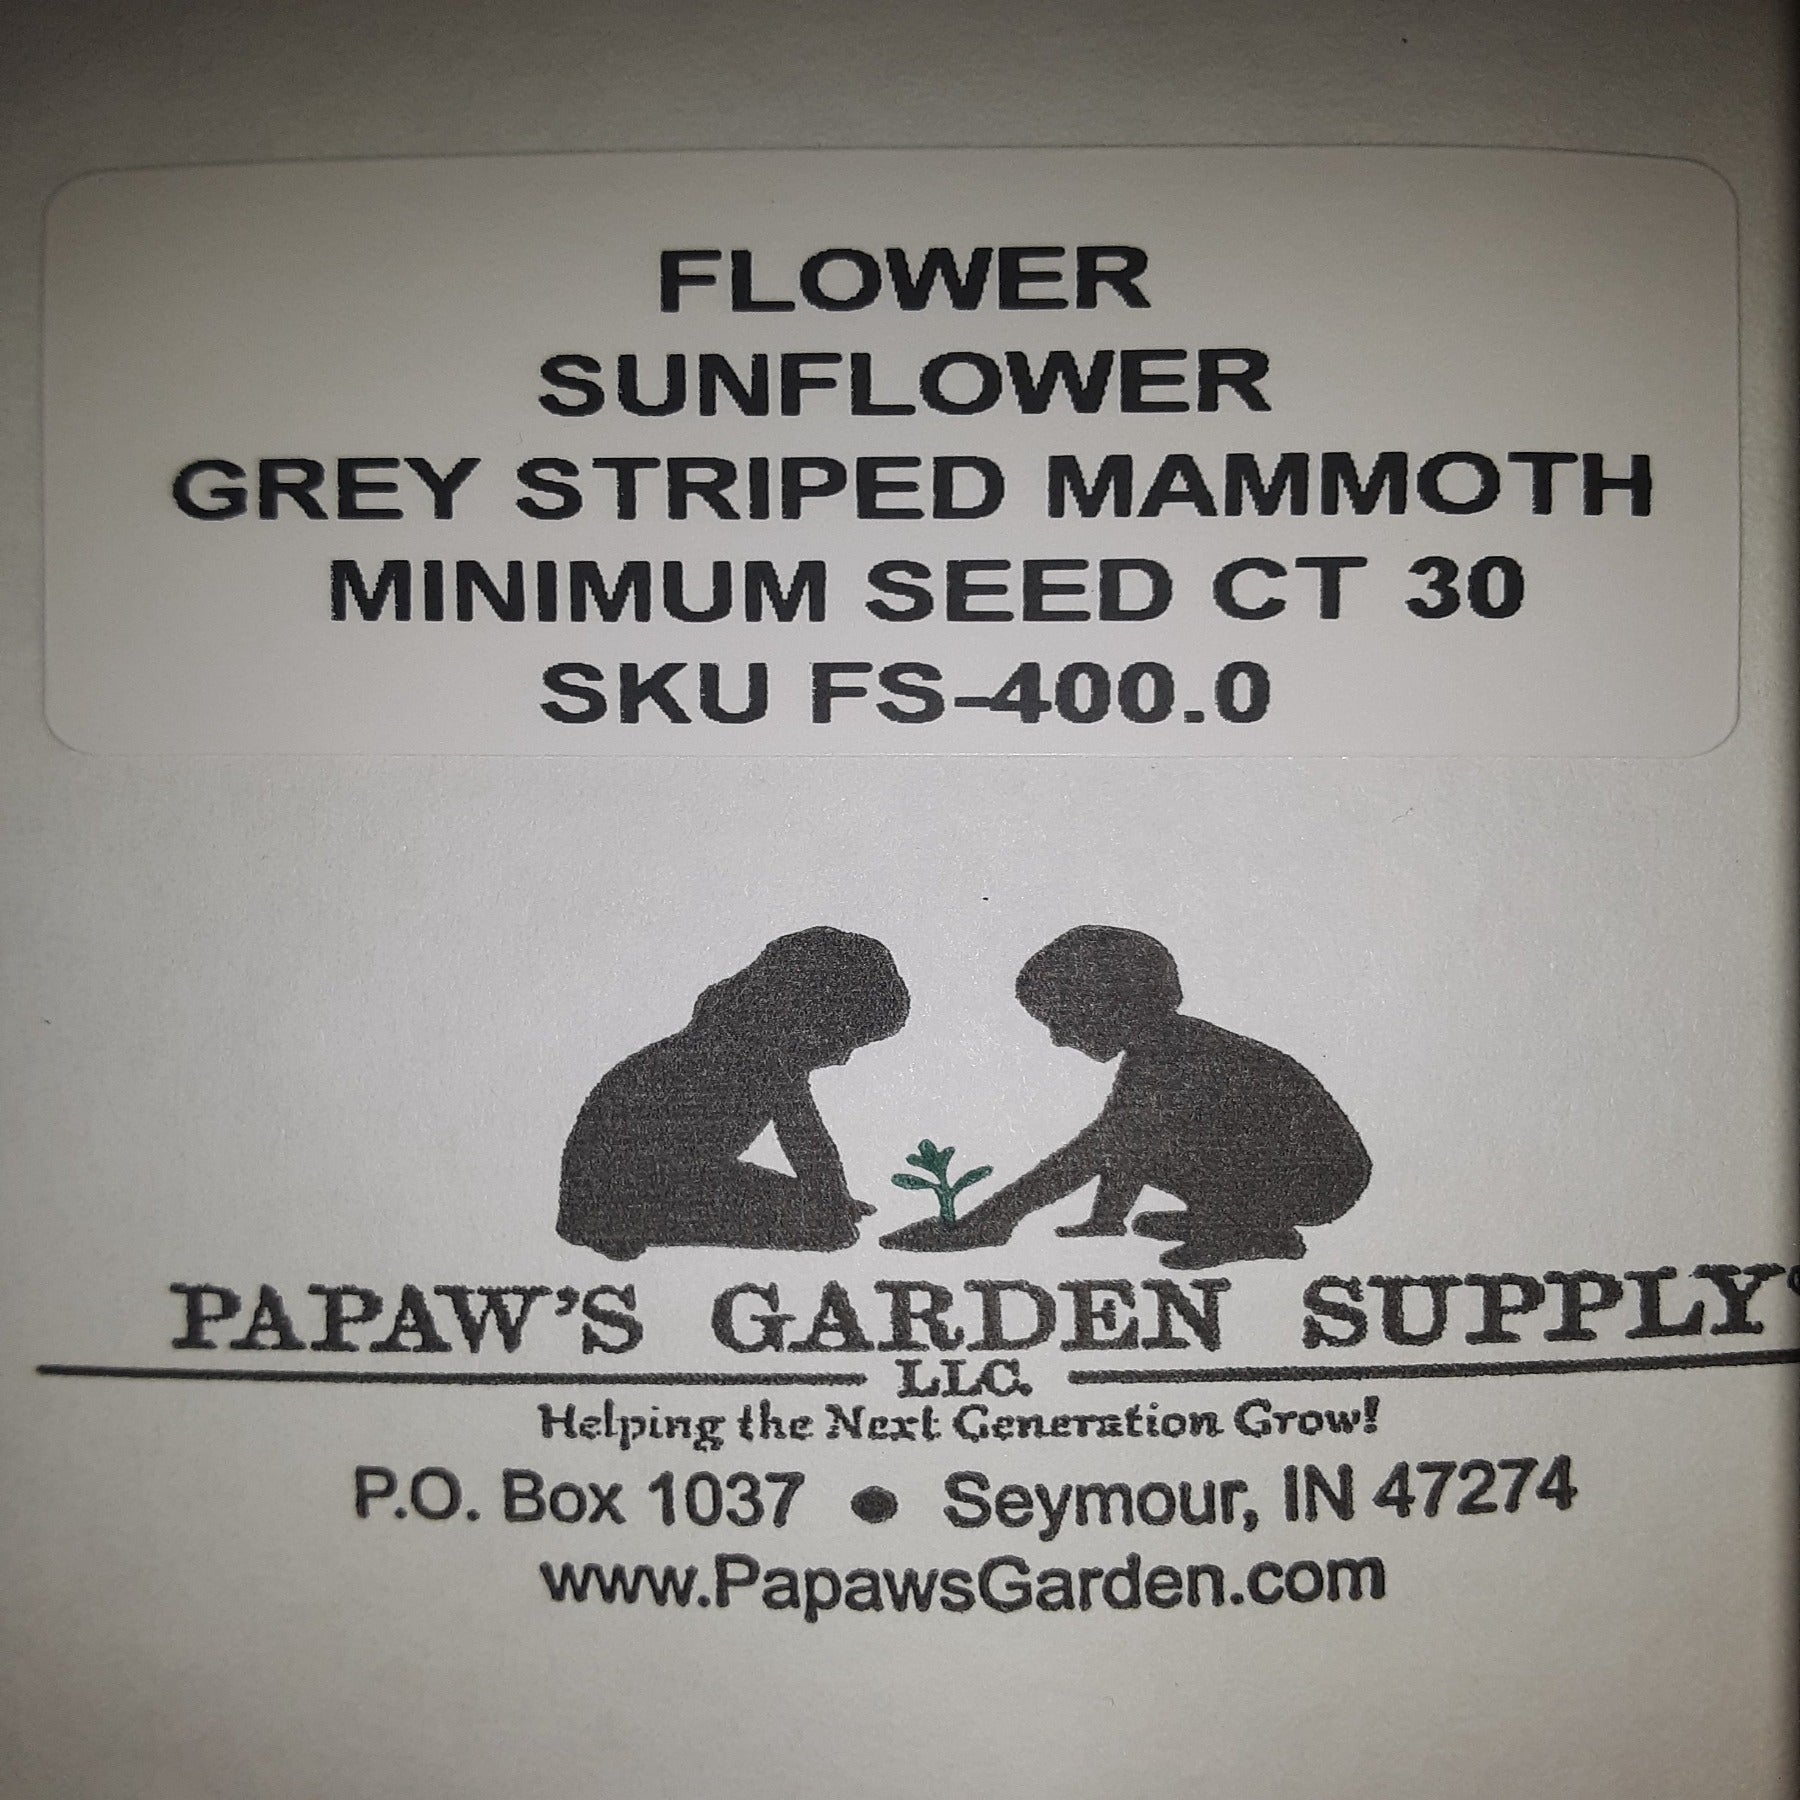 FLOWER
SUNFLOWER
GREY STRIPED MAMMOTH
MINIMUM SEED CT 30
SKU FS-400.0
PAPAW'S GARDEN SUPPLY
LLC.
Helping the Next Generation Grow!
P.O. Box 1037 ● Seymour, IN 47274
www.PapawsGarden.com